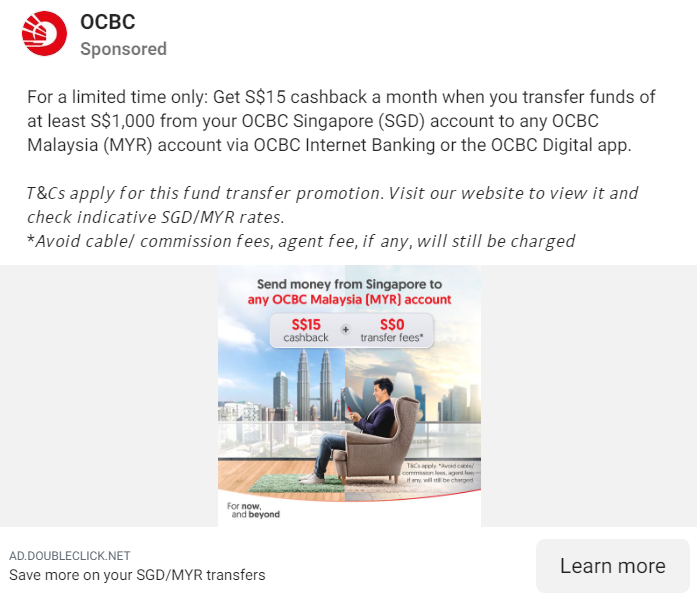 OCBC
Sponsored
For a limited time only: Get S$15 cashback a month when you transfer funds of
at least S$1,000 from your OCBC Singapore (SGD) account to any OCBC
Malaysia (MYR) account via OCBC Internet Banking or the OCBC Digital app.
T&Cs apply for this fund transfer promotion. Visit our website to view it and
check indicative SGD/MYR rates.
*Avoid cable/ commission fees, agent fee, if any, will still be charged
Send money from Singapore to
any OCBC Malaysia (MYR) account
S$15 + S$0
cashback transfer fees*
T&Cs apply. *Avoid cable/
commission fees, agent fee,
if any, will still be charged
For now,
and beyond
AD.DOUBLECLICK.NET
Save more on your SGD/MYR transfers
Learn more